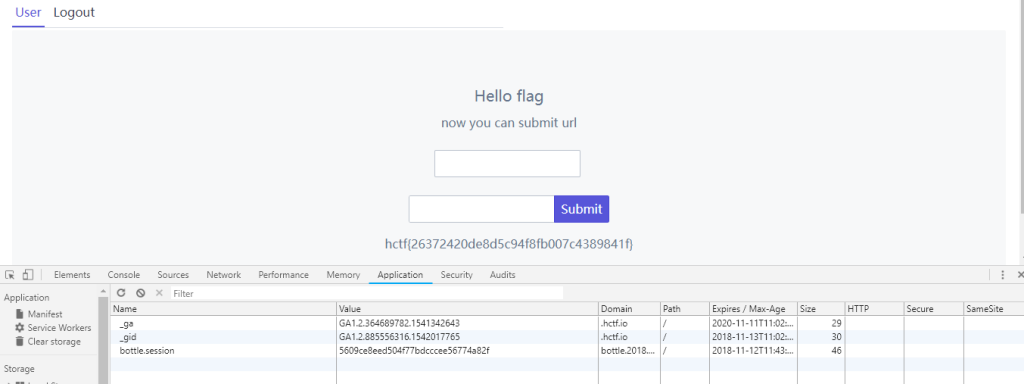 User Logout
Hello flag
now you can submit url
Submit
hctf{26372420de8d5c94f8fb007c4389841f}
Elements Console Sources Network Performance Memory Application Security Audits
Application
Manifest
Service Workers
Clear storage
Storage
Filter
Name Value Domain Path Expires / Max-Age Size HTTP Secure SameSite
_ga GA1.2.364689782.1541342643 .hctf.io / 2020-11-11T11:02:... 29
_gid GA1.2.885556316.1542017765 .hctf.io / 2018-11-13T11:02:... 30
bottle.session 5609ce8eed504f77bdcccee56774a82f bottle.2018.... / 2018-11-12T11:43:... 46